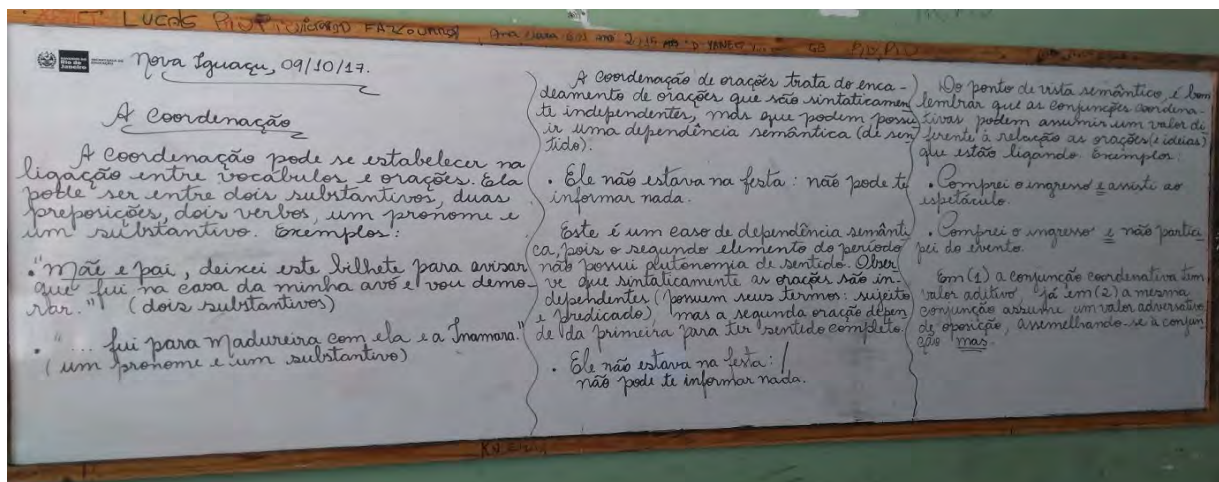 LUCAS
Nova Iguaçu, 09/10/17.
A Coordenação
A coordenação pode se estabelecer na
ligação entre vocábulos e orações. Ela
pode ser entre dois substantivos, duas
preposições, dois verbos, um pronome e
um substantivo. Exemplos:
• "Mãe e pai, deixei este bilhete para avisar
que fui na casa da minha avó e vou demo-
rar." (dois substantivos)
• "... fui para Madureira com ela e a Inamara."
(um pronome e um substantivo)
A coordenação de orações trata do enca-
deamento de orações que são sintaticamen
te independentes, mas que podem possu
ir uma dependência semântica (de sen
tido).
• Ele não estava na festa: não pode te
informar nada.
Este é um caso de dependência semânti
ca, pois o segundo elemento do período
não possui autonomia de sentido. Obser
ve que sintaticamente as orações são in-
dependentes (possuem seus termos: sujeito
e predicado), mas a segunda oração depen
de da primeira para ter sentido completo.
• Ele não estava na festa: /
não pode te informar nada.
Do ponto de vista semântico, é bom
lembrar que as conjunções coordena-
tivas podem assumir um valor di
ferente à relação as orações (e ideias)
que estão ligando. Exemplos:
• Comprei o ingresso e assisti ao
espetáculo.
• Comprei o ingresso e não partici
pei do evento.
Em (1) a conjunção coordenativa tem
valor aditivo, já em (2) a mesma
conjunção assume um valor adversativo,
de oposição, assemelhando-se à conjun
ção mas.